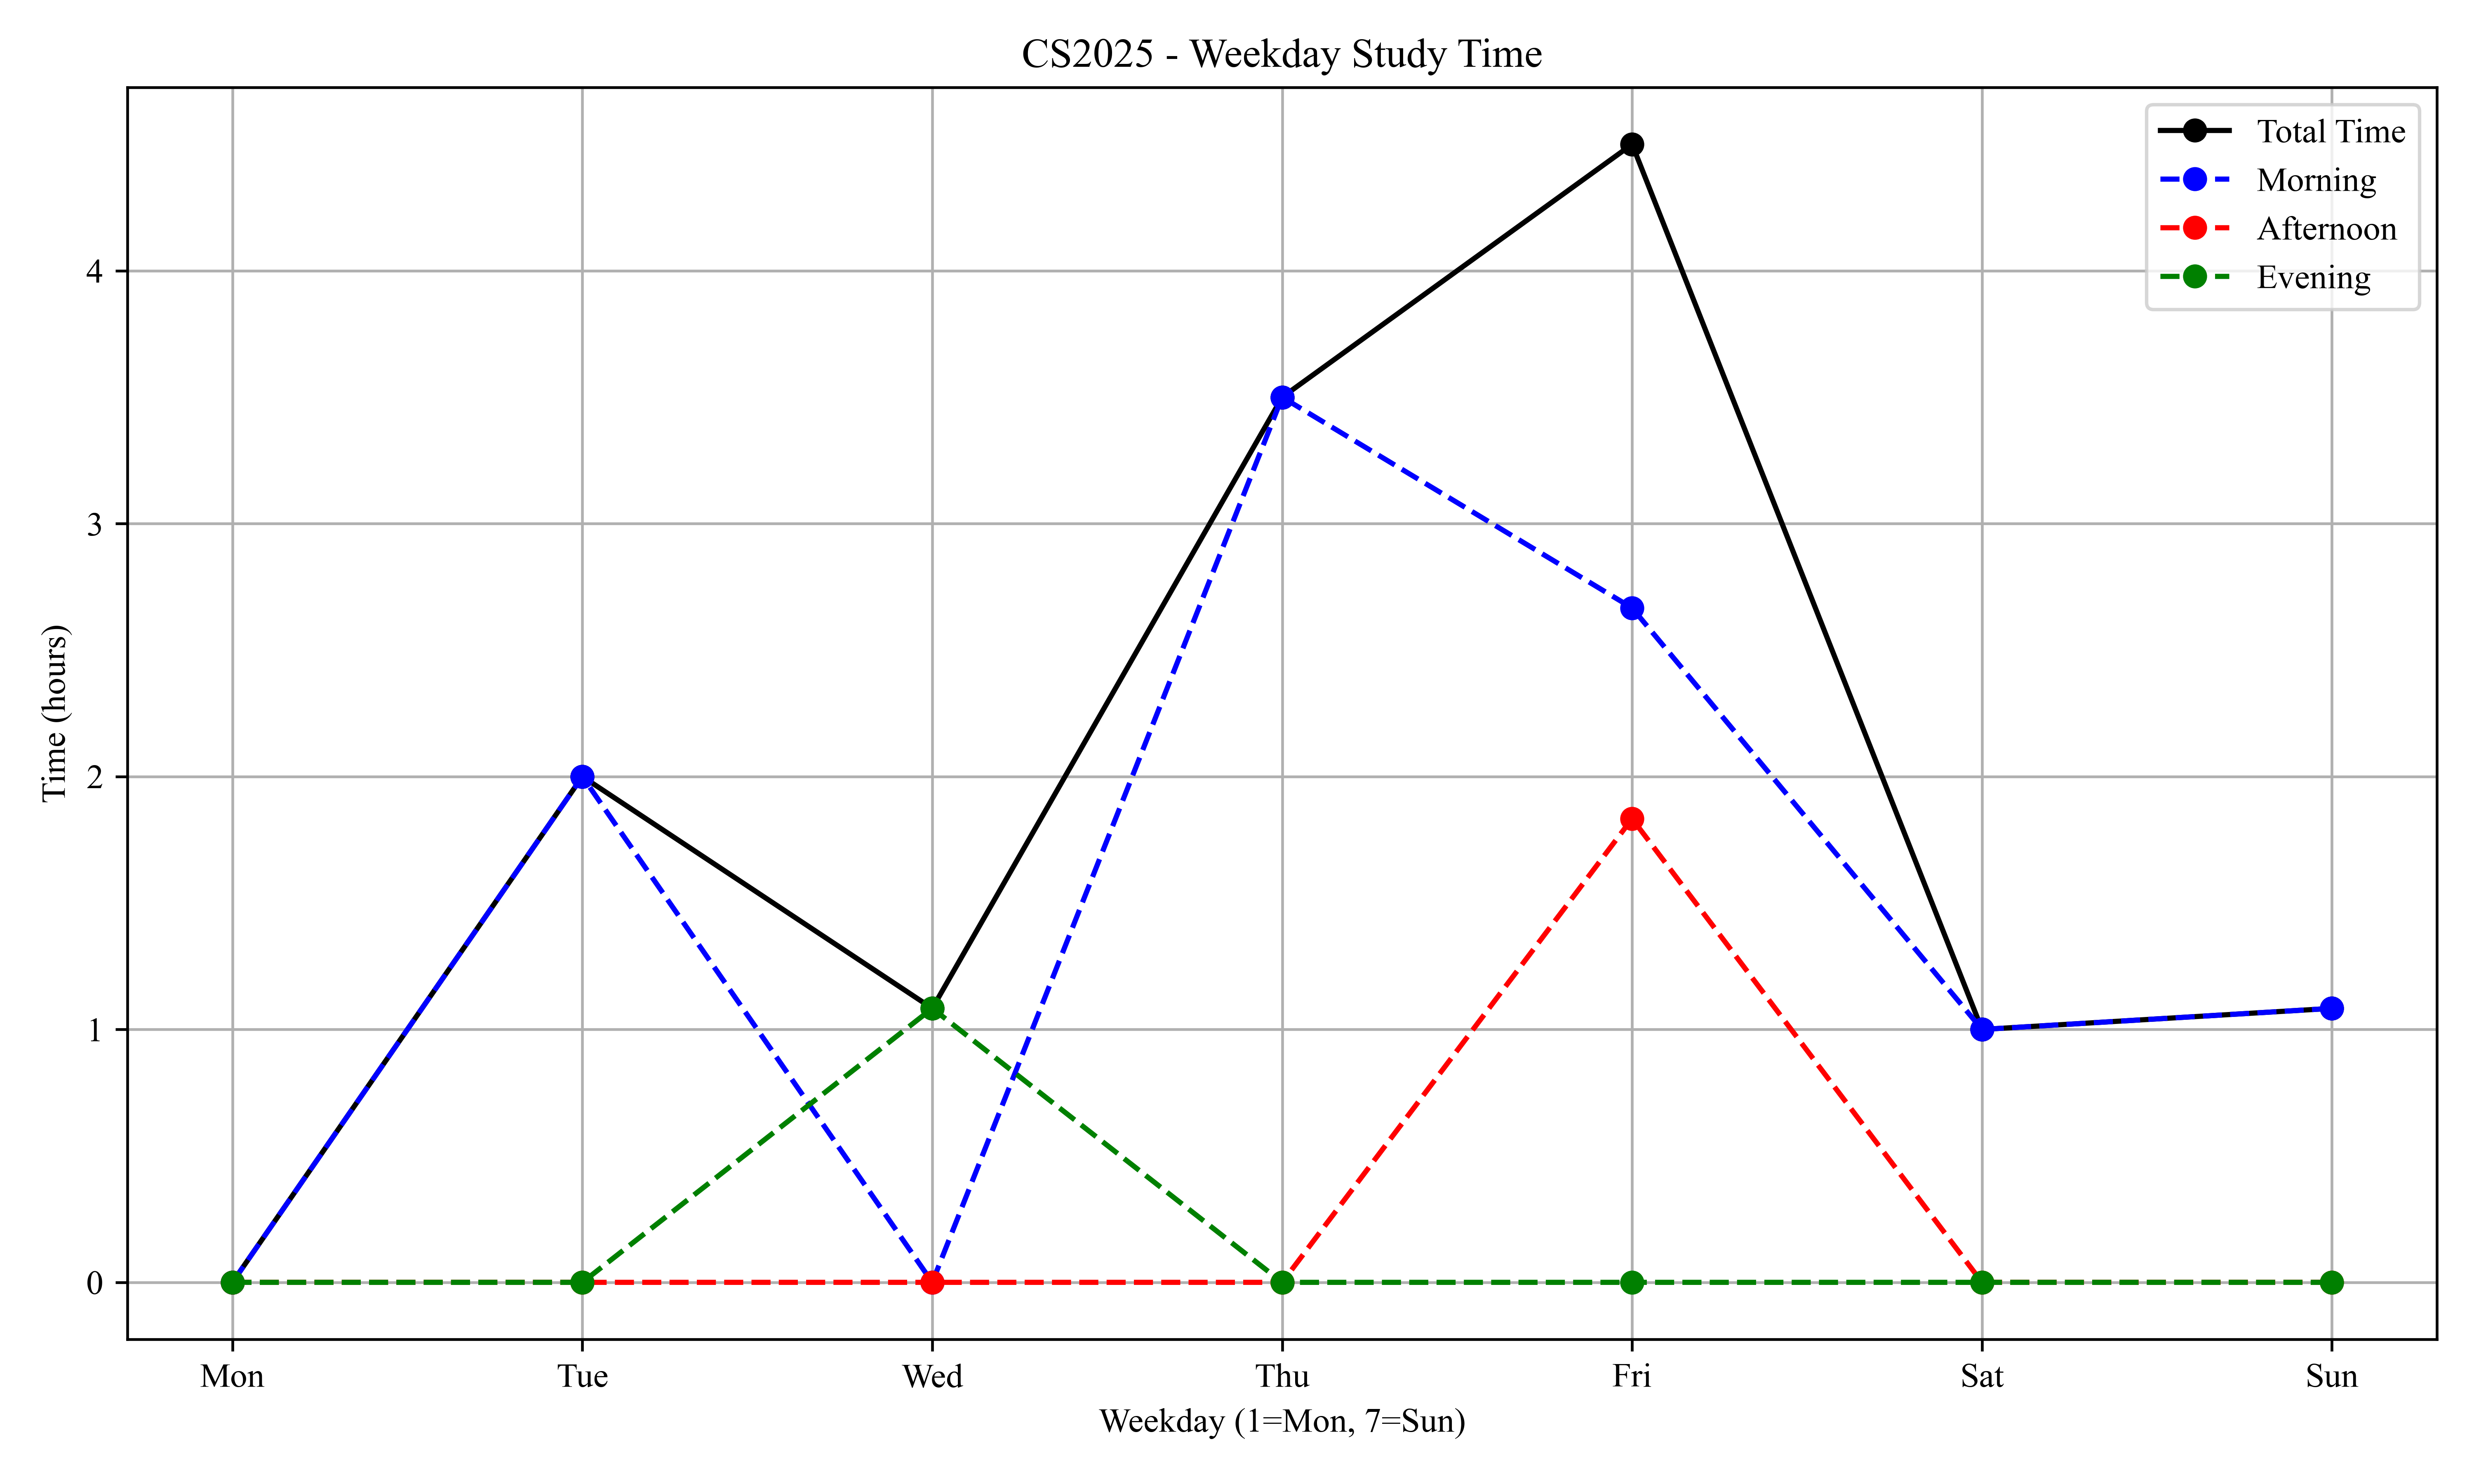 CS2025 - Weekday Study Time
Total Time
Morning
Afternoon
Evening
Time (hours)
4
3
2
1
0
Mon Tue Wed Thu Fri Sat Sun
Weekday (1=Mon, 7=Sun)